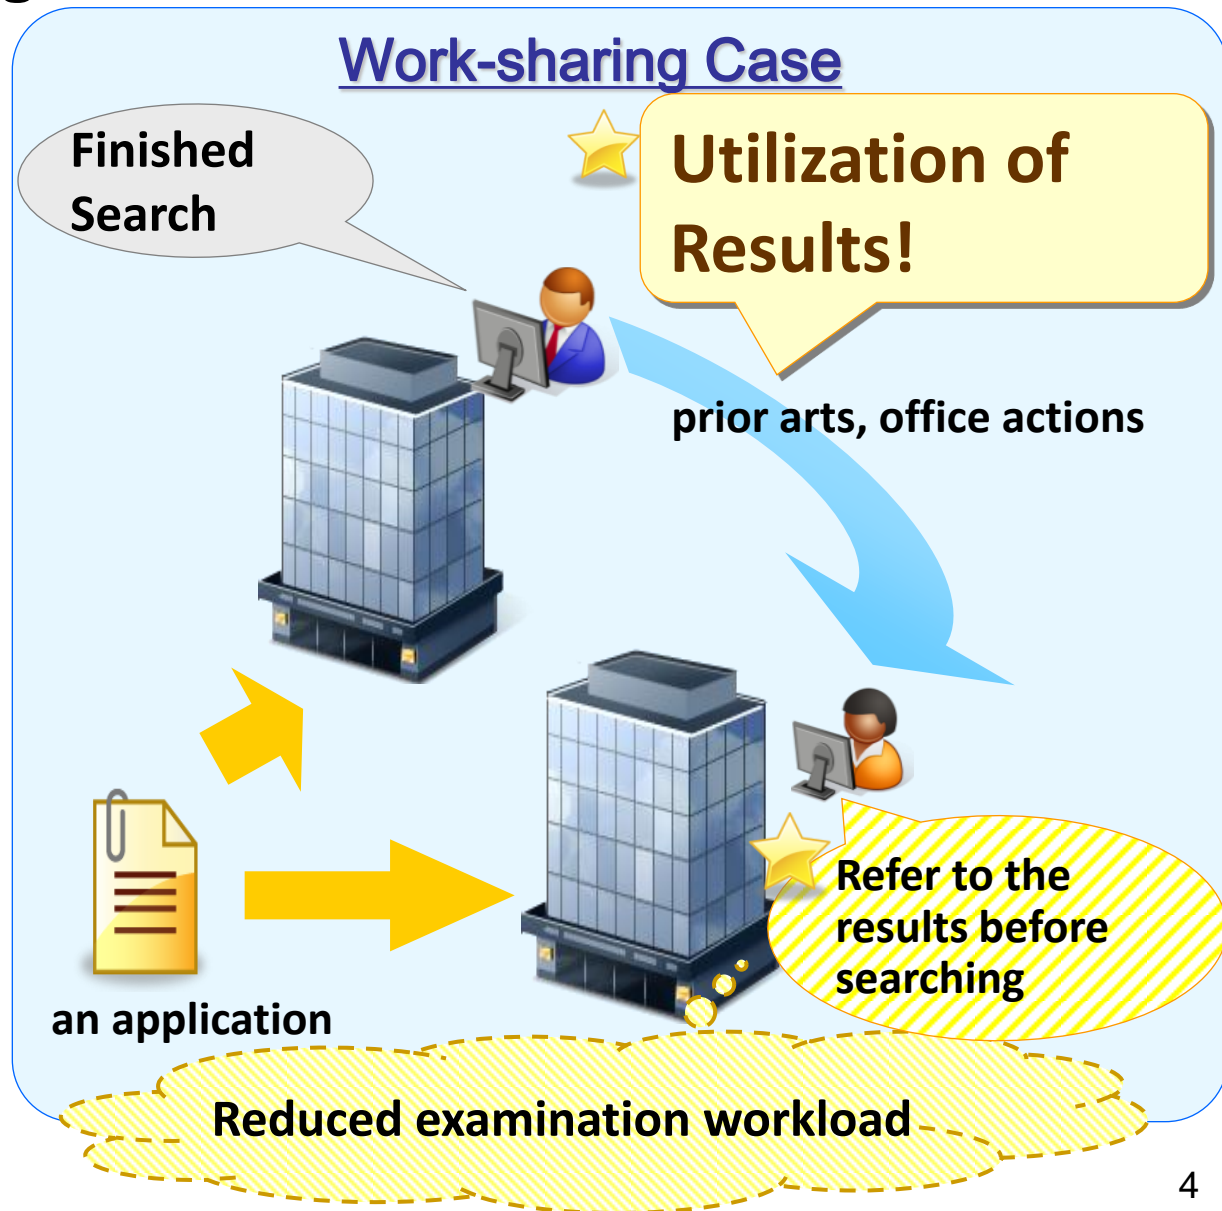 Work-sharing Case
Finished
Search
Utilization of
Results!
prior arts, office actions
Refer to the
results before
searching
an application
Reduced examination workload
4